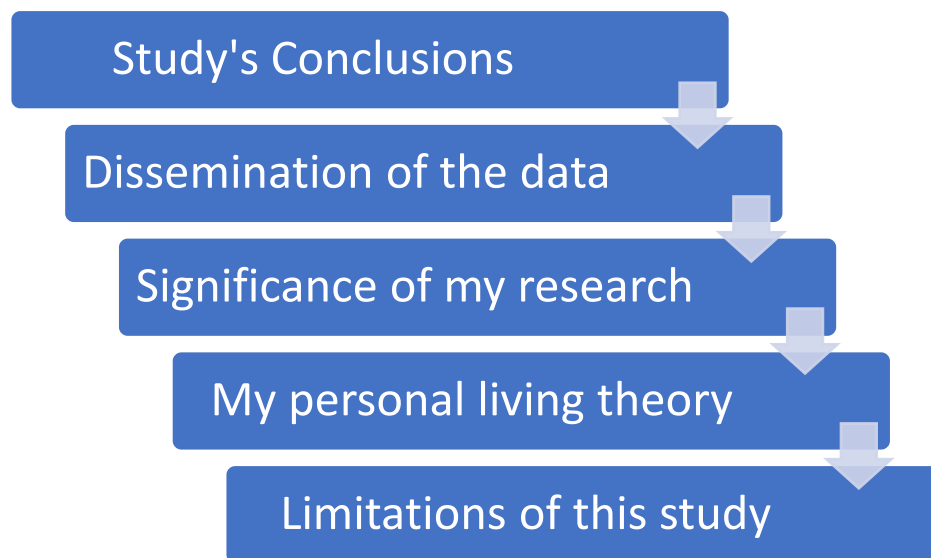 Study's Conclusions
Dissemination of the data
Significance of my research
My personal living theory
Limitations of this study